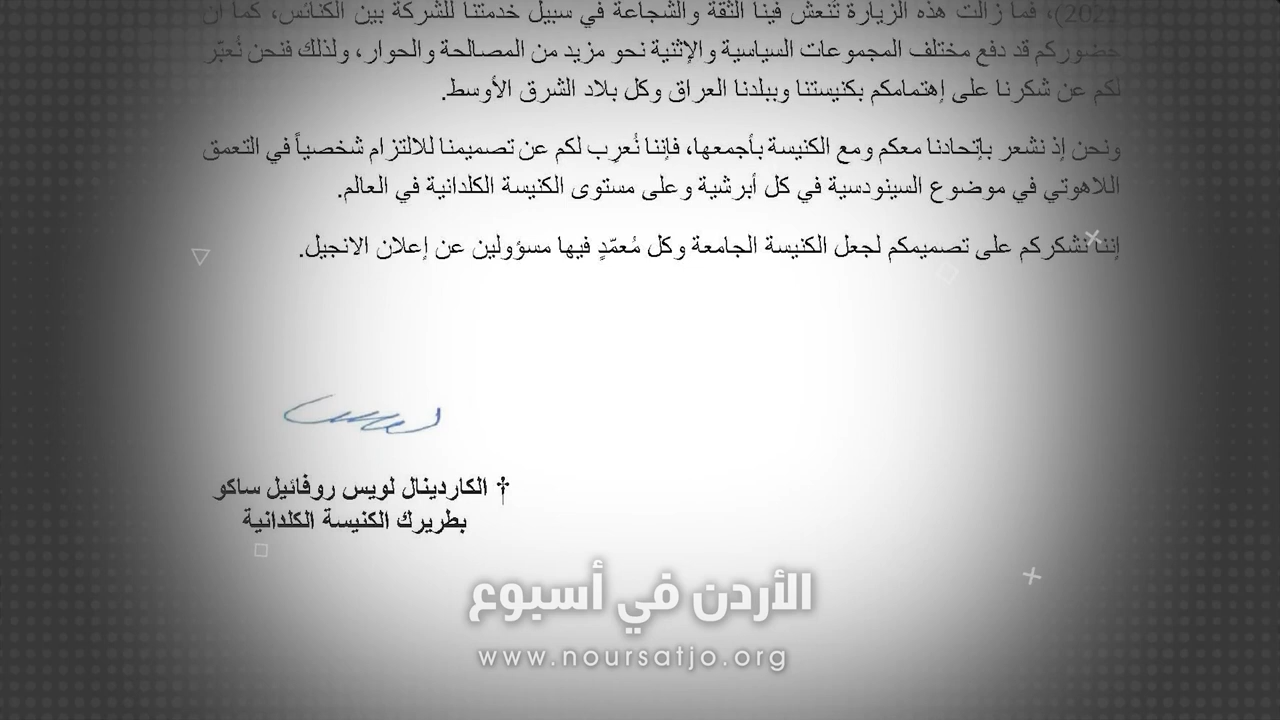 2021)، فما زالت هذه الزيارة تُنعش فينا الثقة والشجاعة في سبيل خدمتنا للشركة بين الكنائس، كما أن
حضوركم قد دفع مختلف المجموعات السياسية والإثنية نحو مزيد من المصالحة والحوار، ولذلك فنحن نُعبّر
لكم عن شكرنا على إهتمامكم بكنيستنا وببلدنا العراق وكل بلاد الشرق الأوسط.
ونحن إذ نشعر بإتحادنا معكم ومع الكنيسة بأجمعها، فإننا نُعرِب لكم عن تصميمنا للالتزام شخصياً في التعمق
اللاهوتي في موضوع السينودسية في كل أبرشية وعلى مستوى الكنيسة الكلدانية في العالم.
إننا نشكركم على تصميمكم لجعل الكنيسة الجامعة وكل مُعمّدٍ فيها مسؤولين عن إعلان الانجيل.
† الكاردينال لويس روفائيل ساكو
بطريرك الكنيسة الكلدانية
الأردن في أسبوع
www.noursatjo.org